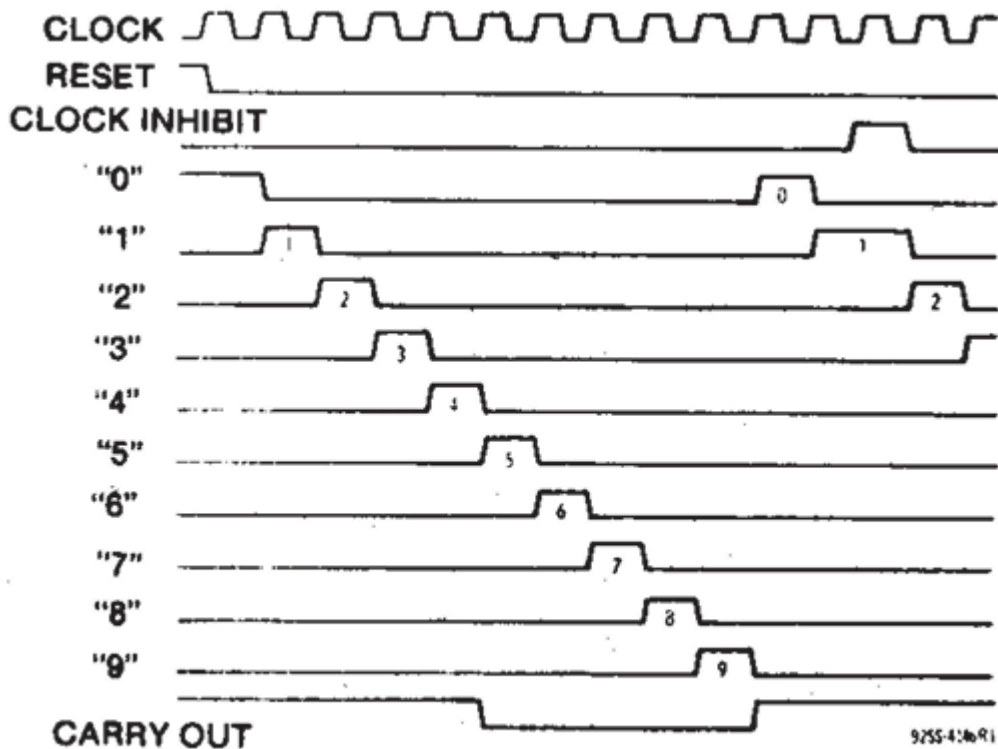 CLOCK
RESET
CLOCK INHIBIT
"0" 0
"1" 1 1
"2" 2 2
"3" 3
"4" 4
"5" 5
"6" 6
"7" 7
"8" 8
"9" 9
CARRY OUT